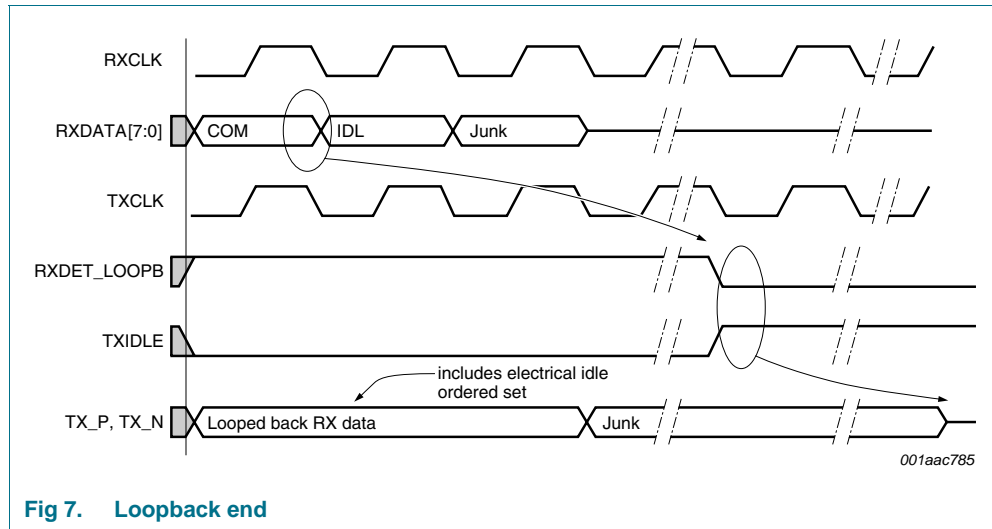 RXCLK
RXDATA[7:0]
COM
IDL
Junk
TXCLK
RXDET_LOOPB
TXIDLE
includes electrical idle
ordered set
TX_P, TX_N
Looped back RX data
Junk
001aac785
Fig 7. Loopback end